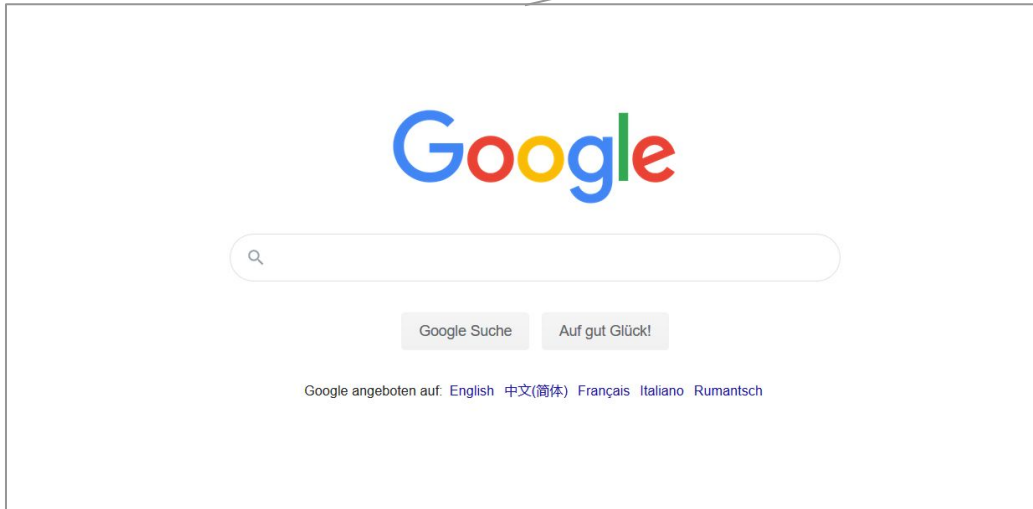 Google
Google Suche Auf gut Glück!
Google angeboten auf: English 中文(简体) Français Italiano Rumantsch